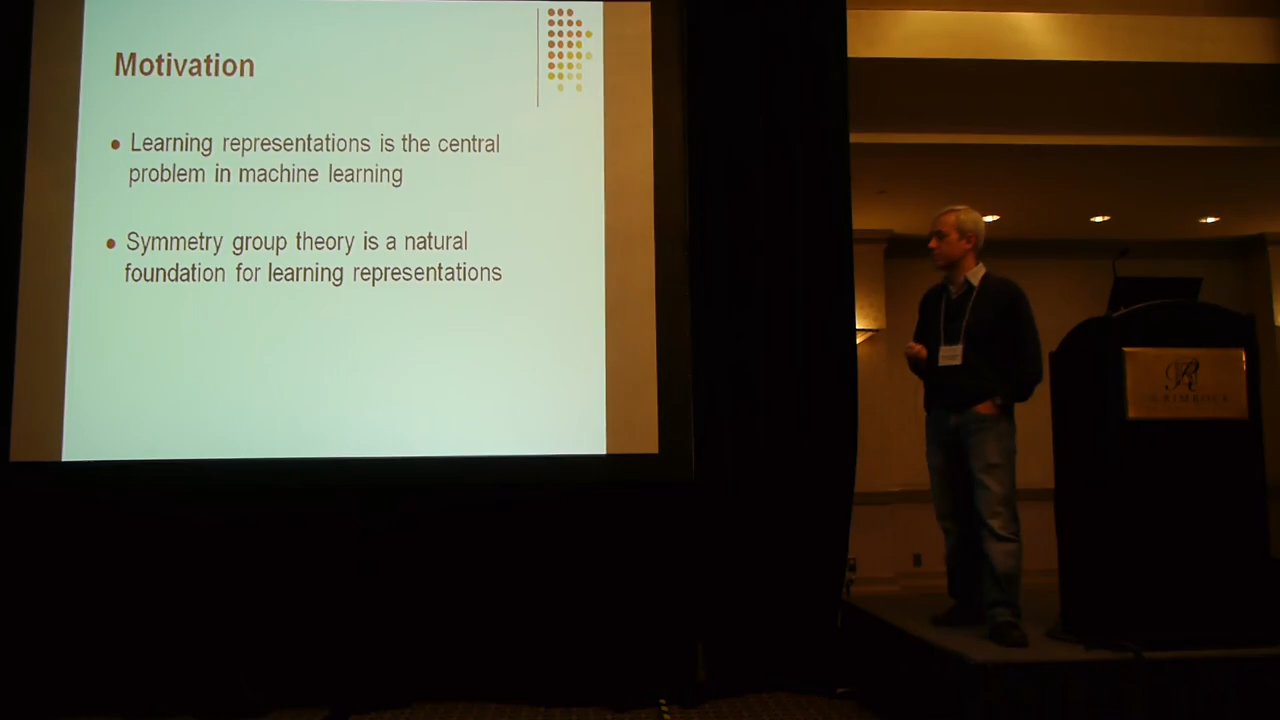 Motivation
• Learning representations is the central
problem in machine learning
• Symmetry group theory is a natural
foundation for learning representations
R
RIMROCK